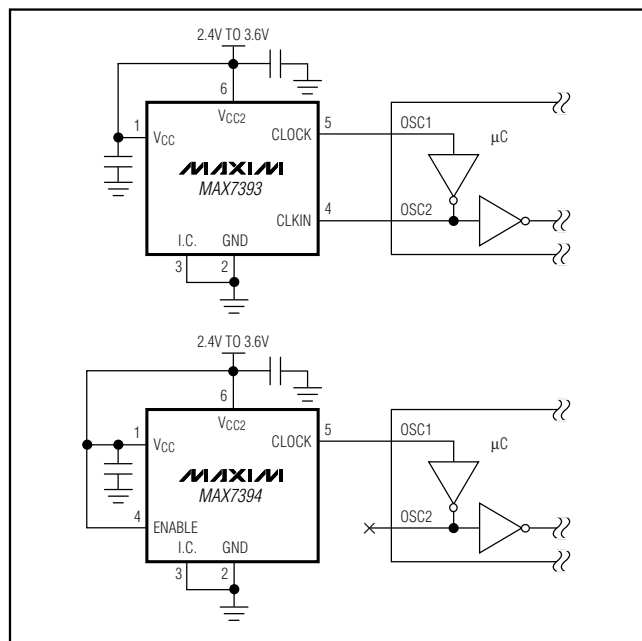 2.4V TO 3.6V
6
VCC2
1
VCC
CLOCK
5
OSC1
μC
MAXIM
MAX7393
CLKIN
4
OSC2
I.C.
GND
3
2
2.4V TO 3.6V
6
VCC2
1
VCC
CLOCK
5
OSC1
μC
MAXIM
MAX7394
OSC2
4
ENABLE
I.C.
GND
3
2